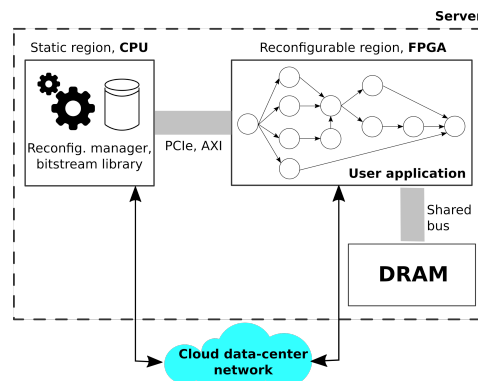 Server
Static region, CPU
Reconfigurable region, FPGA
Reconfig. manager,
bitstream library
PCIe, AXI
User application
Shared
bus
DRAM
Cloud data-center
network